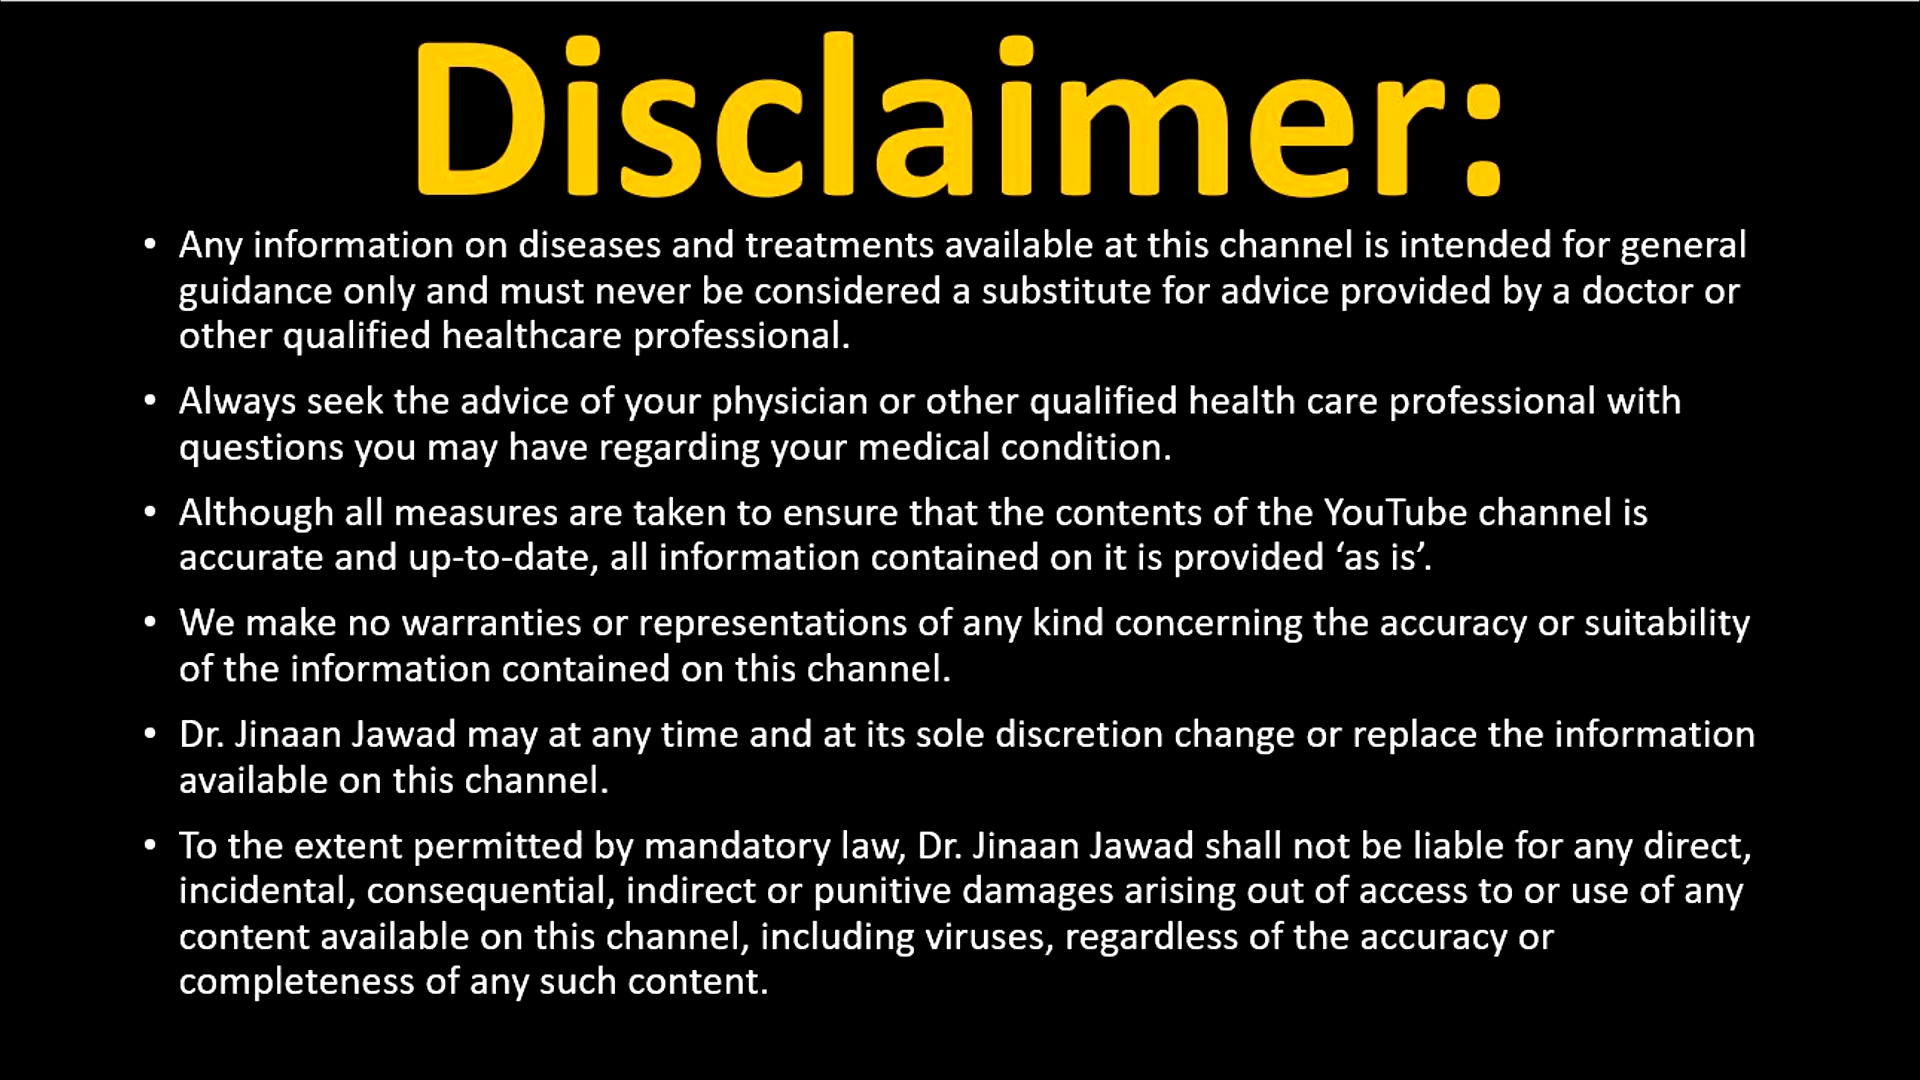 Disclaimer:
• Any information on diseases and treatments available at this channel is intended for general
guidance only and must never be considered a substitute for advice provided by a doctor or
other qualified healthcare professional.
• Always seek the advice of your physician or other qualified health care professional with
questions you may have regarding your medical condition.
• Although all measures are taken to ensure that the contents of the YouTube channel is
accurate and up-to-date, all information contained on it is provided ‘as is’.
• We make no warranties or representations of any kind concerning the accuracy or suitability
of the information contained on this channel.
• Dr. Jinaan Jawad may at any time and at its sole discretion change or replace the information
available on this channel.
• To the extent permitted by mandatory law, Dr. Jinaan Jawad shall not be liable for any direct,
incidental, consequential, indirect or punitive damages arising out of access to or use of any
content available on this channel, including viruses, regardless of the accuracy or
completeness of any such content.